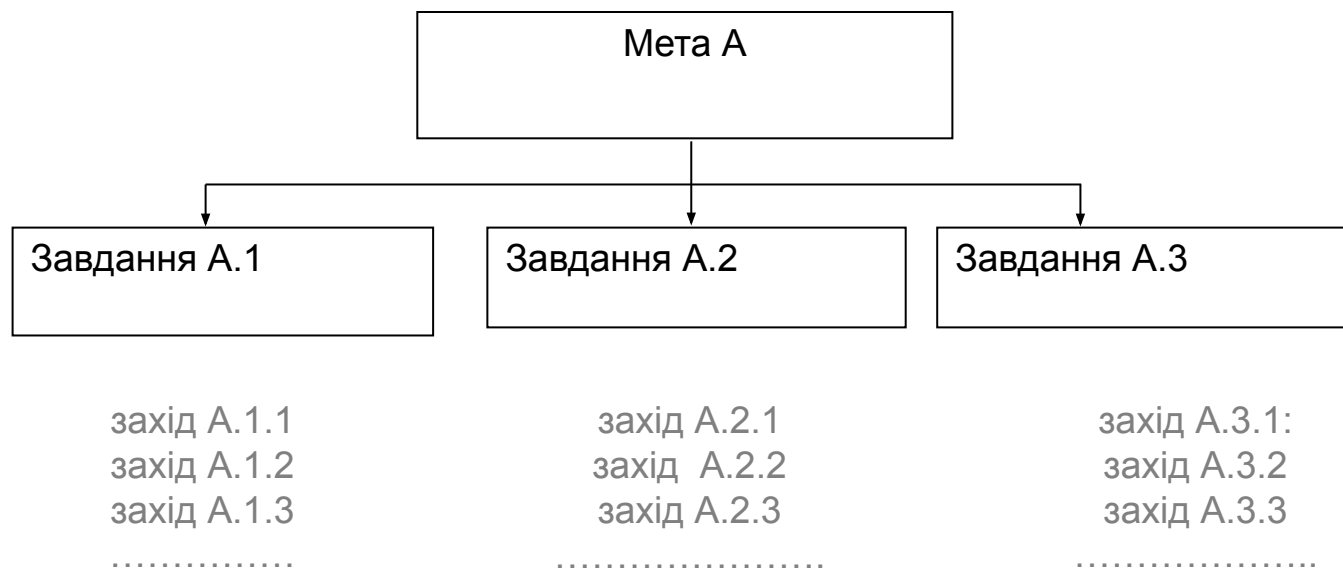 Мета А
Завдання А.1
Завдання А.2
Завдання А.3
захід А.1.1
захід А.1.2
захід А.1.3
……………
захід А.2.1
захід  А.2.2
захід А.2.3
…………………….
захід А.3.1:
захід А.3.2
захід А.3.3
…………………..